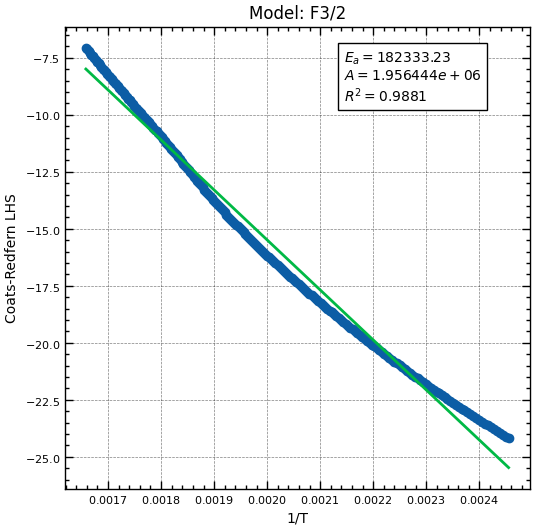 Model: F3/2
Eₐ = 182333.23
A = 1.956444e + 06
R² = 0.9881
Coats-Redfern LHS
−7.5
−10.0
−12.5
−15.0
−17.5
−20.0
−22.5
−25.0
0.0017 0.0018 0.0019 0.0020 0.0021 0.0022 0.0023 0.0024
1/T